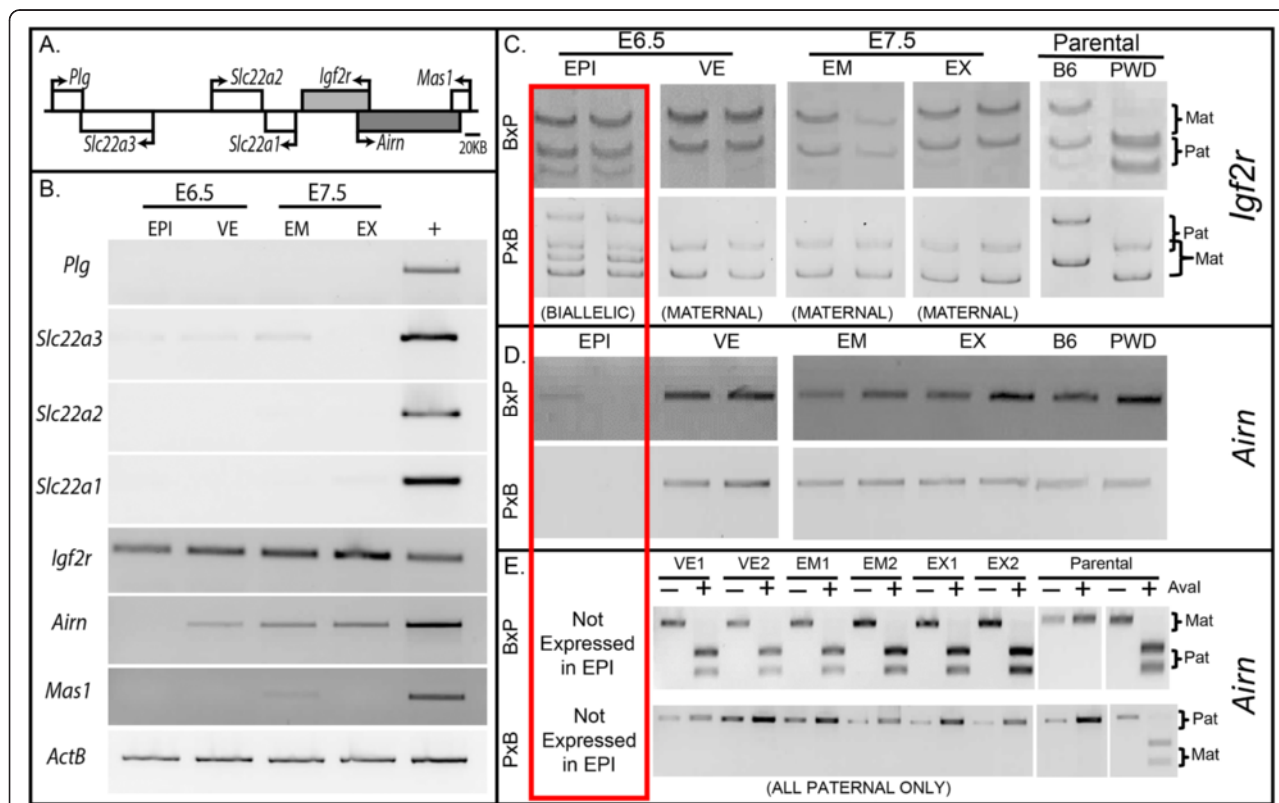 A.
Plg
Slc22a2
Igf2r
Mas1
Slc22a3
Slc22a1
Airn
20KB
B.
E6.5
E7.5
EPI
VE
EM
EX
+
Plg
Slc22a3
Slc22a2
Slc22a1
Igf2r
Airn
Mas1
ActB
C.
E6.5
E7.5
Parental
EPI
VE
EM
EX
B6
PWD
BxP
Mat
Pat
PxB
Pat
Mat
Igf2r
(BIALLELIC)
(MATERNAL)
(MATERNAL)
(MATERNAL)
D.
EPI
VE
EM
EX
B6
PWD
BxP
PxB
Airn
E.
VE1
VE2
EM1
EM2
EX1
EX2
Parental
− + − + − + − + − + − + − + − + AvaI
BxP
Not
Expressed
in EPI
Mat
Pat
PxB
Not
Expressed
in EPI
Pat
Mat
Airn
(ALL PATERNAL ONLY)